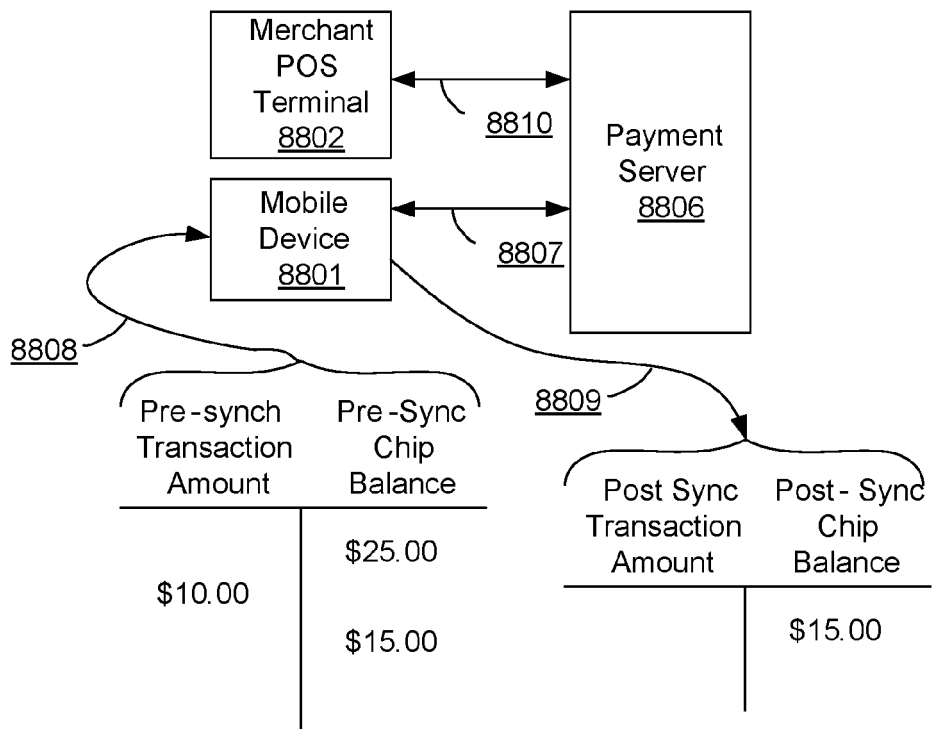 Merchant
POS
Terminal
8802
8810
Payment
Server
8806
Mobile
Device
8801
8807
8808
8809
Pre-synch
Transaction
Amount
Pre-Sync
Chip
Balance
$25.00
$10.00
$15.00
Post Sync
Transaction
Amount
Post-Sync
Chip
Balance
$15.00